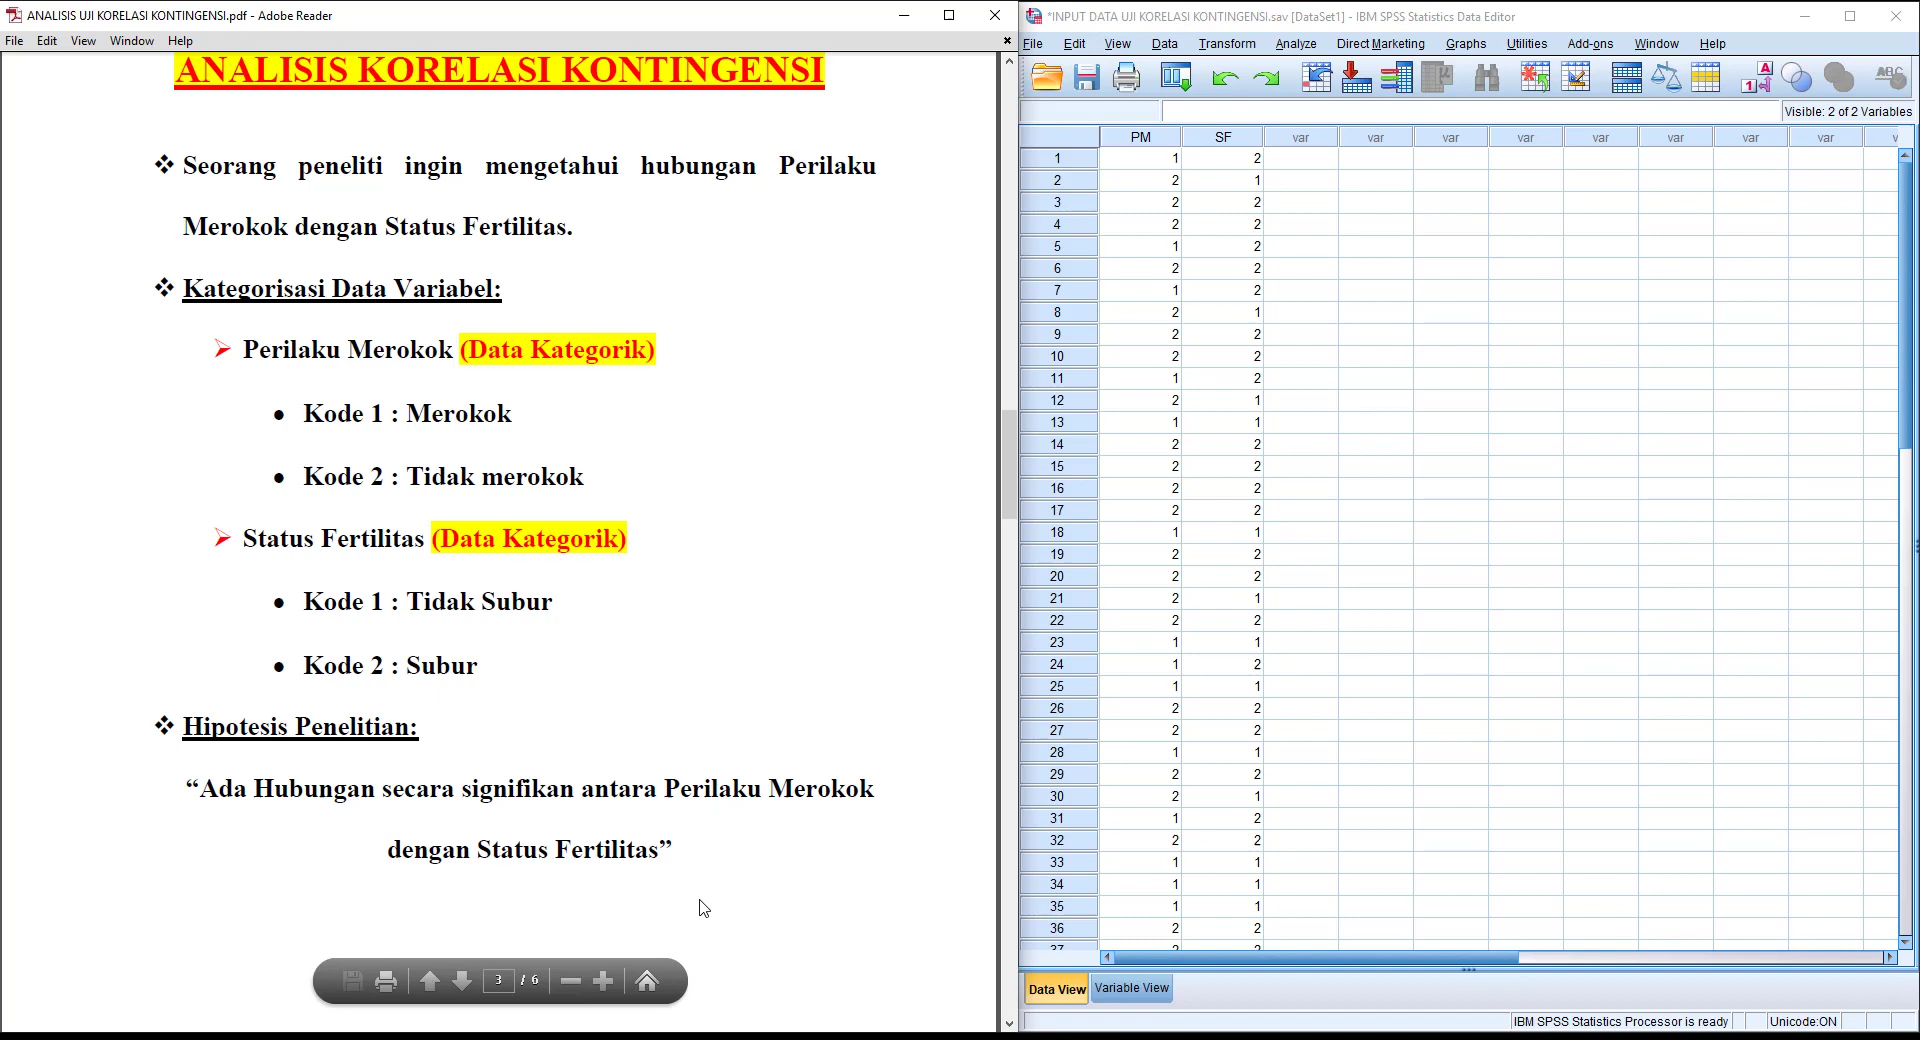 ANALISIS UJI KORELASI KONTINGENSI.pdf - Adobe Reader
File Edit View Window Help
ANALISIS KORELASI KONTINGENSI
❖ Seorang peneliti ingin mengetahui hubungan Perilaku
Merokok dengan Status Fertilitas.
❖ Kategorisasi Data Variabel:
➢ Perilaku Merokok (Data Kategorik)
• Kode 1 : Merokok
• Kode 2 : Tidak merokok
➢ Status Fertilitas (Data Kategorik)
• Kode 1 : Tidak Subur
• Kode 2 : Subur
❖ Hipotesis Penelitian:
“Ada Hubungan secara signifikan antara Perilaku Merokok
dengan Status Fertilitas”
3 / 6
*INPUT DATA UJI KORELASI KONTINGENSI.sav [DataSet1] - IBM SPSS Statistics Data Editor
File Edit View Data Transform Analyze Direct Marketing Graphs Utilities Add-ons Window Help
Visible: 2 of 2 Variables
PM SF var var var var var var var var
1 1 2
2 2 1
3 2 2
4 2 2
5 1 2
6 2 2
7 1 2
8 2 1
9 2 2
10 2 2
11 1 2
12 2 1
13 1 1
14 2 2
15 2 2
16 2 2
17 2 2
18 1 1
19 2 2
20 2 2
21 2 1
22 2 2
23 1 1
24 1 2
25 1 1
26 2 2
27 2 2
28 1 1
29 2 2
30 2 1
31 1 2
32 2 2
33 1 1
34 1 1
35 1 1
36 2 2
37 2 2
Data View Variable View
IBM SPSS Statistics Processor is ready Unicode:ON